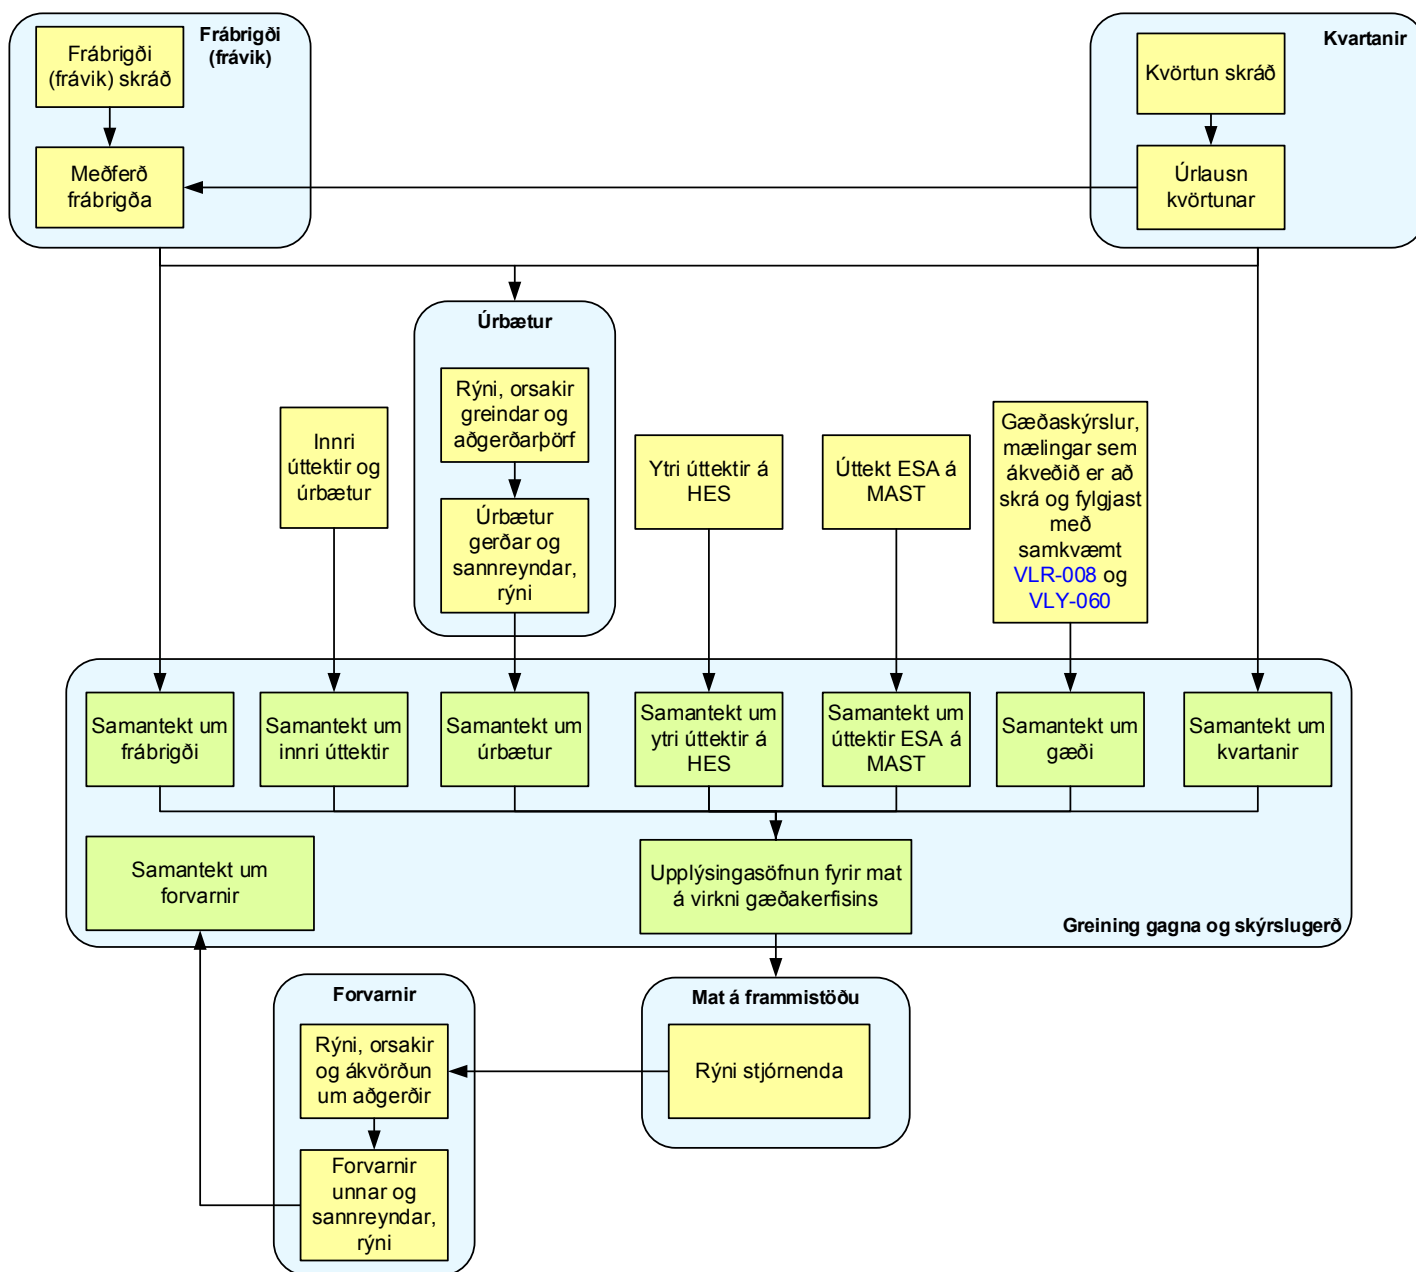 Frábrigði
(frávik)
Frábrigði
(frávik) skráð
Meðferð
frábrigða
Kvartanir
Kvörtun skráð
Úrlausn
kvörtunar
Úrbætur
Rýni, orsakir
greindar og
aðgerðarþörf
Úrbætur
gerðar og
sannreyndar,
rýni
Innri
úttektir og
úrbætur
Ytri úttektir á
HES
Úttekt ESA á
MAST
Gæðaskýrslur,
mælingar sem
ákveðið er að
skrá og fylgjast
með
samkvæmt
VLR-008 og
VLY-060
Samantekt um
frábrigði
Samantekt um
innri úttektir
Samantekt um
úrbætur
Samantekt um
ytri úttektir á
HES
Samantekt um
úttektir ESA á
MAST
Samantekt um
gæði
Samantekt um
kvartanir
Samantekt um
forvarnir
Upplýsingasöfnun fyrir mat
á virkni gæðakerfisins
Greining gagna og skýrslugerð
Forvarnir
Rýni, orsakir
og ákvörðun
um aðgerðir
Forvarnir
unnar og
sannreyndar,
rýni
Mat á frammistöðu
Rýni stjórnenda